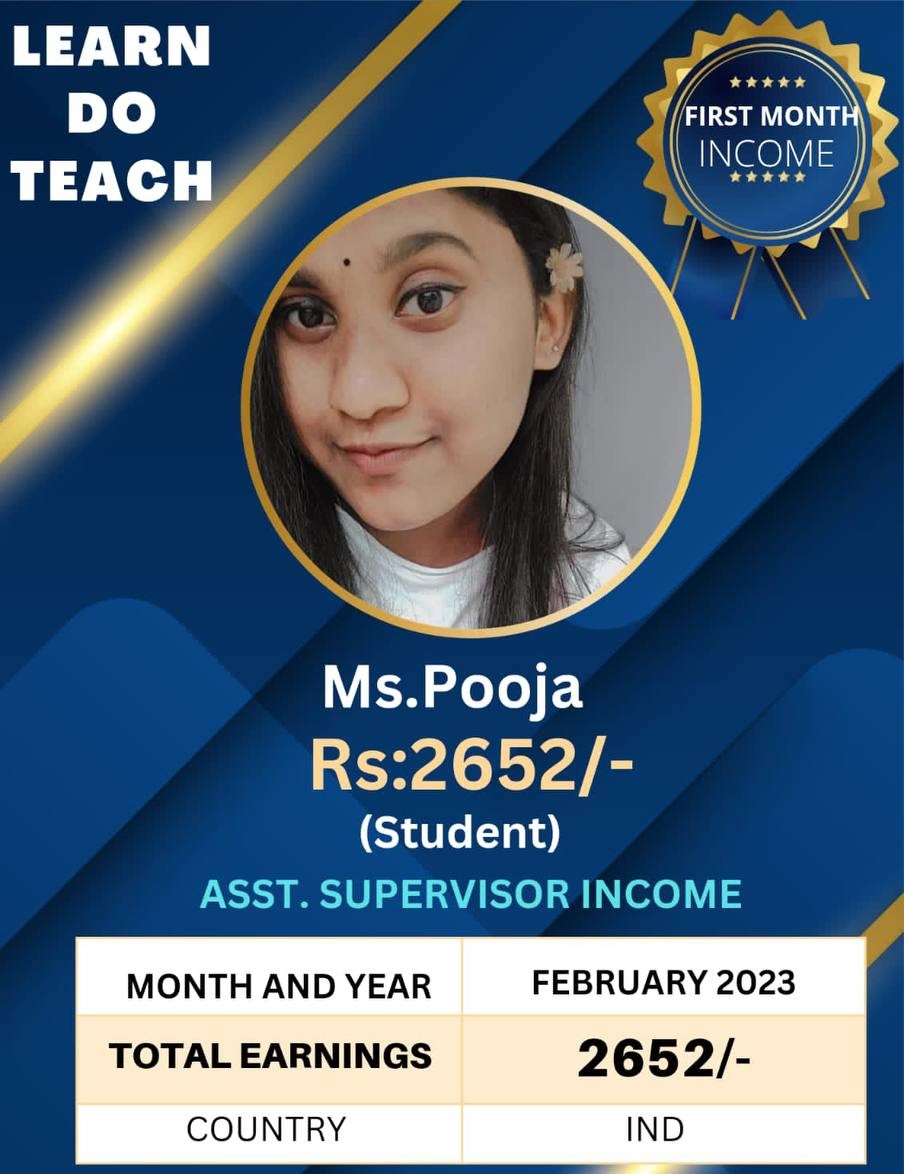 LEARN
DO
TEACH
FIRST MONTH
INCOME
Ms.Pooja
Rs:2652/-
(Student)
ASST. SUPERVISOR INCOME
MONTH AND YEAR FEBRUARY 2023
TOTAL EARNINGS 2652/-
COUNTRY IND